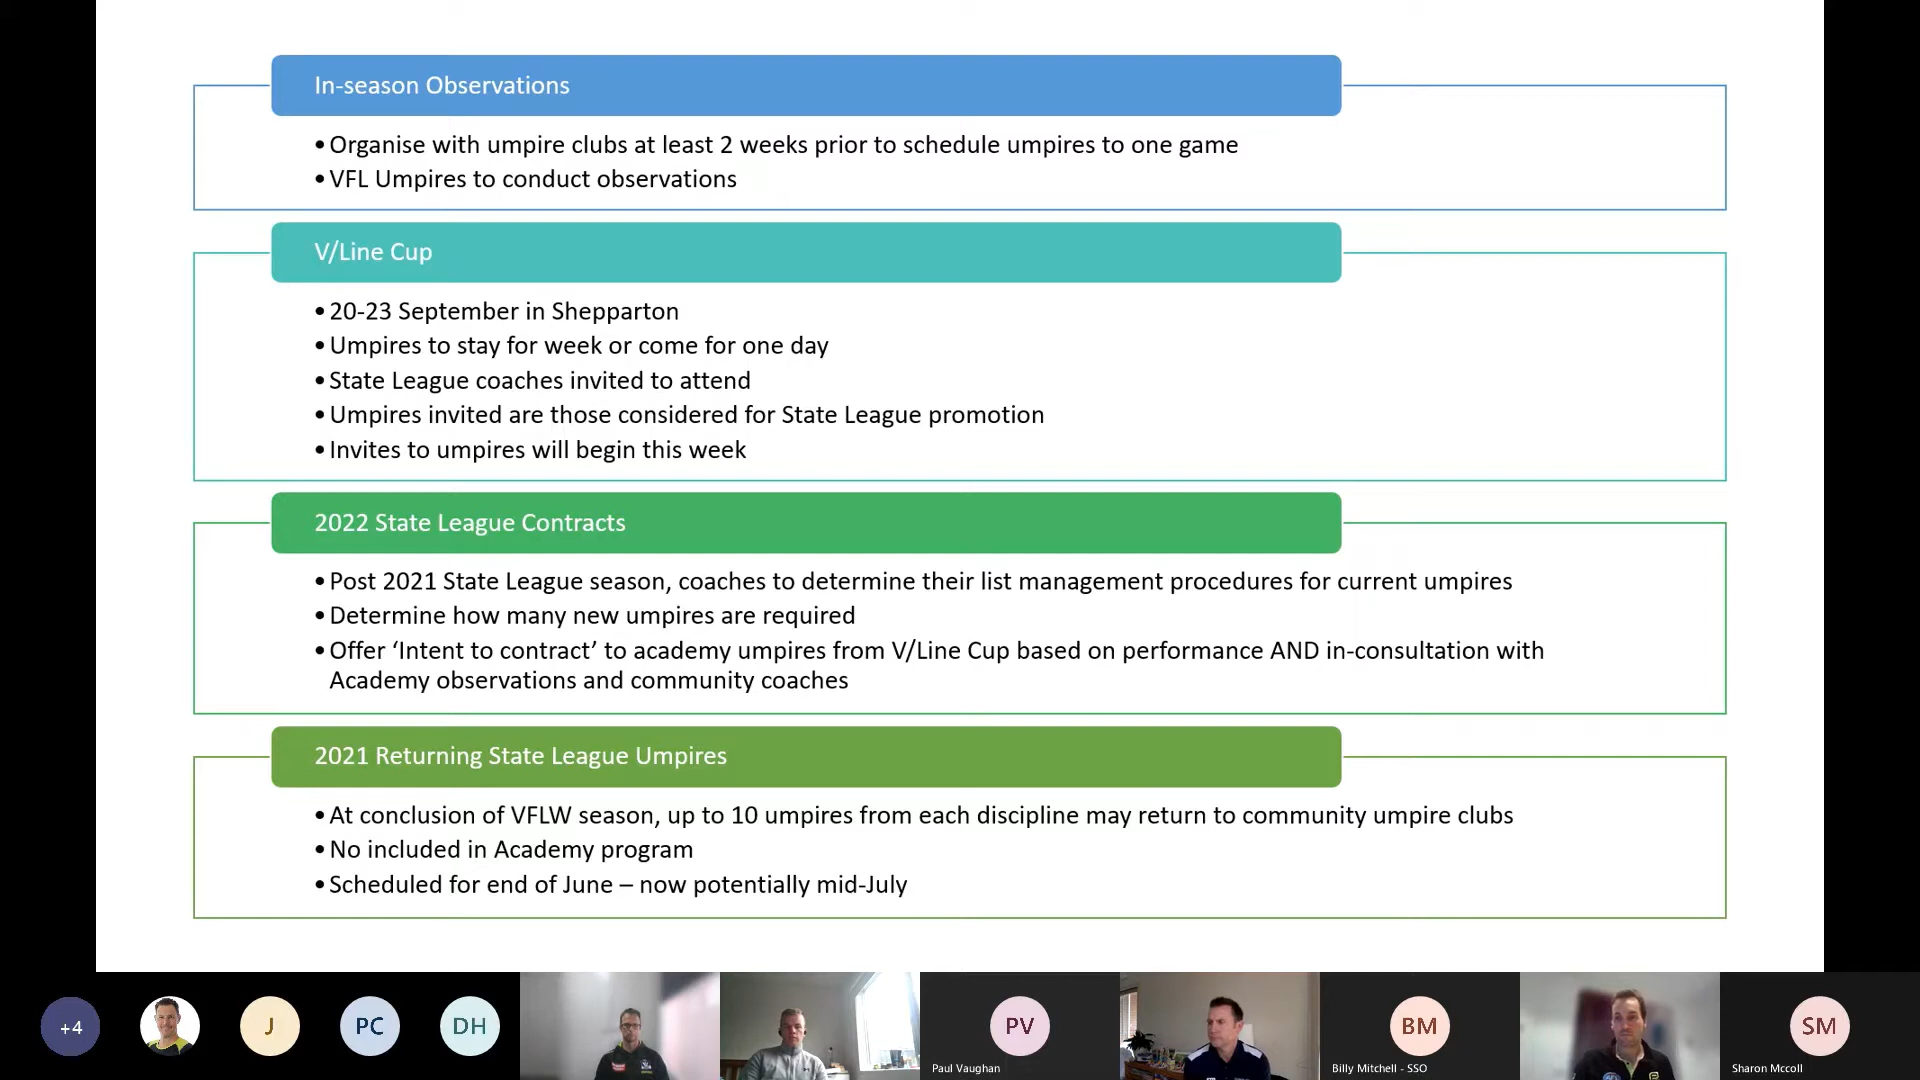 In-season Observations
•Organise with umpire clubs at least 2 weeks prior to schedule umpires to one game
•VFL Umpires to conduct observations
V/Line Cup
•20-23 September in Shepparton
•Umpires to stay for week or come for one day
•State League coaches invited to attend
•Umpires invited are those considered for State League promotion
•Invites to umpires will begin this week
2022 State League Contracts
•Post 2021 State League season, coaches to determine their list management procedures for current umpires
•Determine how many new umpires are required
•Offer ‘Intent to contract’ to academy umpires from V/Line Cup based on performance AND in-consultation with
Academy observations and community coaches
2021 Returning State League Umpires
•At conclusion of VFLW season, up to 10 umpires from each discipline may return to community umpire clubs
•No included in Academy program
•Scheduled for end of June – now potentially mid-July
+4
J
PC
DH
PV
Paul Vaughan
BM
Billy Mitchell - SSO
SM
Sharon Mccoll